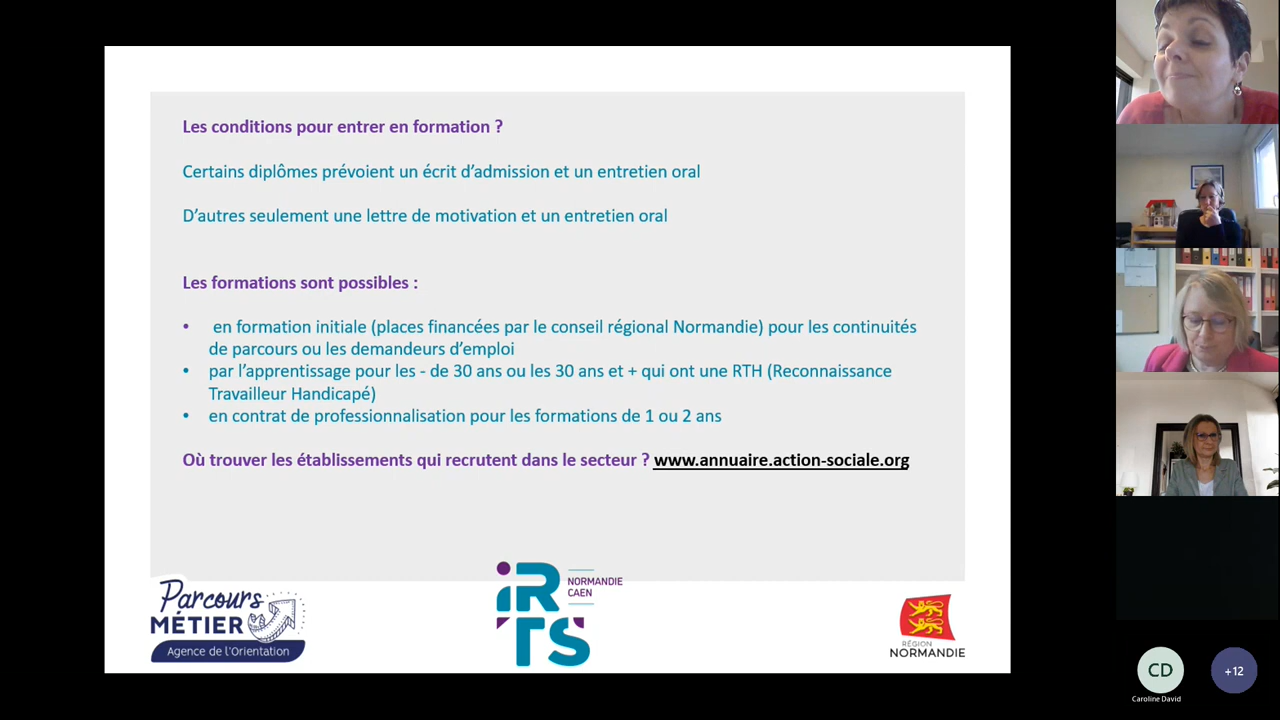 Les conditions pour entrer en formation ?
Certains diplômes prévoient un écrit d’admission et un entretien oral
D’autres seulement une lettre de motivation et un entretien oral
Les formations sont possibles :
• en formation initiale (places financées par le conseil régional Normandie) pour les continuités
de parcours ou les demandeurs d’emploi
• par l’apprentissage pour les - de 30 ans ou les 30 ans et + qui ont une RTH (Reconnaissance
Travailleur Handicapé)
• en contrat de professionnalisation pour les formations de 1 ou 2 ans
Où trouver les établissements qui recrutent dans le secteur ? www.annuaire.action-sociale.org
Parcours
MÉTIER
Agence de l’Orientation
iRTS
NORMANDIE
CAEN
RÉGION
NORMANDIE
CD
Caroline David
+12